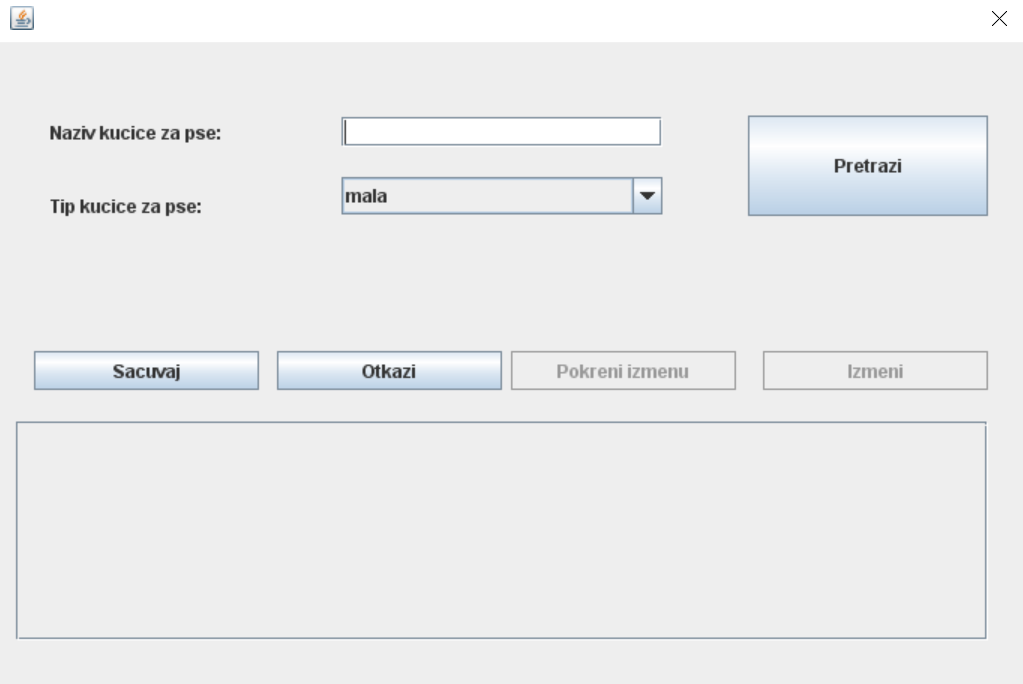 Naziv kucice za pse:
Pretrazi
Tip kucice za pse:
mala
Sacuvaj
Otkazi
Pokreni izmenu
Izmeni